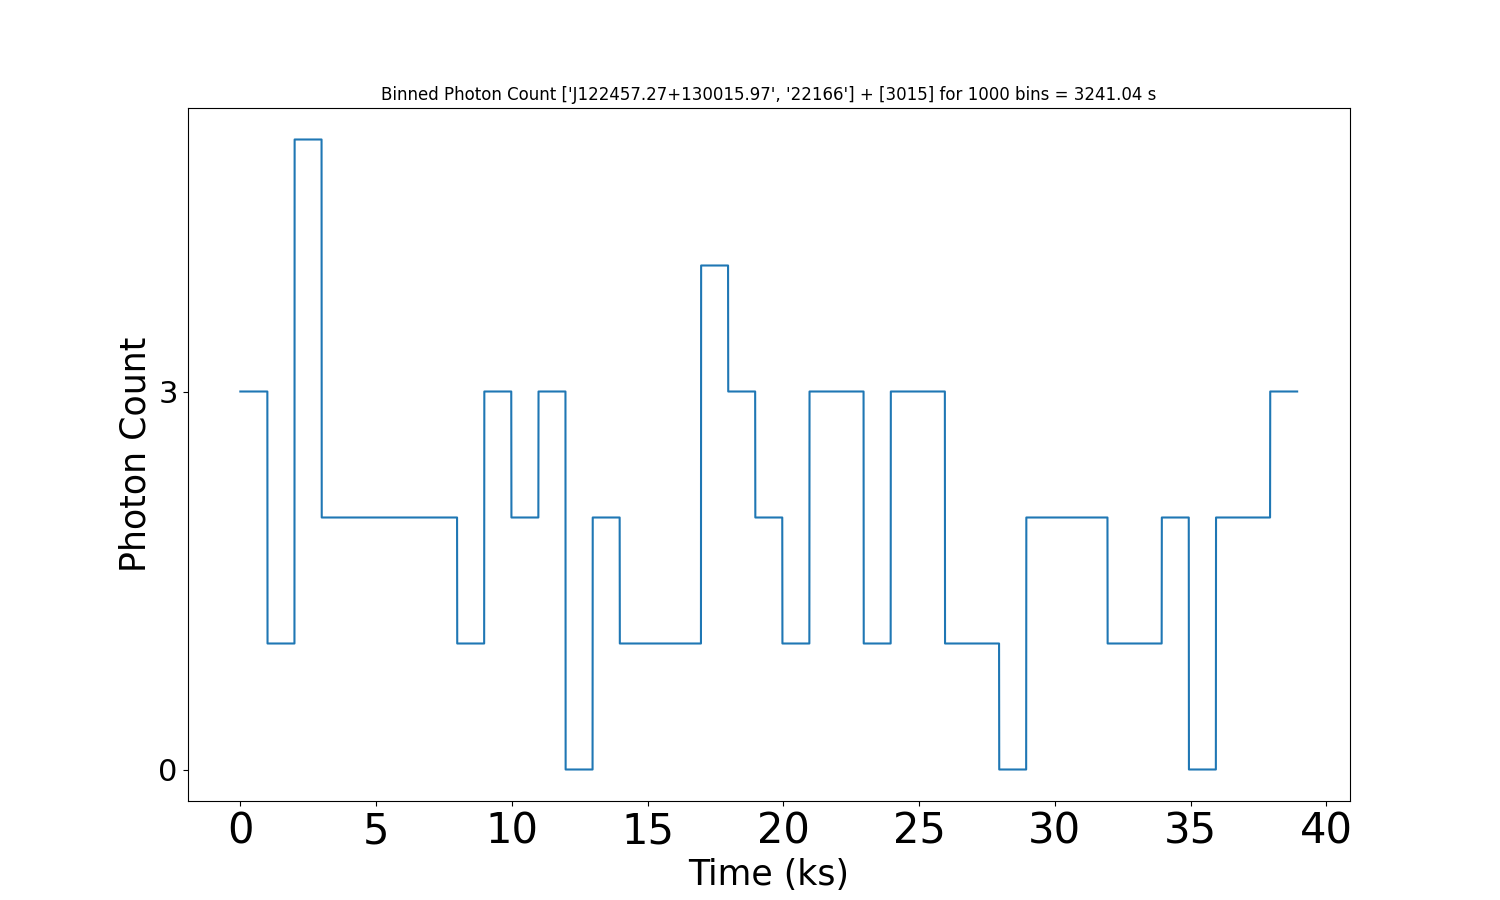 Binned Photon Count ['J122457.27+130015.97', '22166'] + [3015] for 1000 bins = 3241.04 s
Photon Count
3
0
0 5 10 15 20 25 30 35 40
Time (ks)